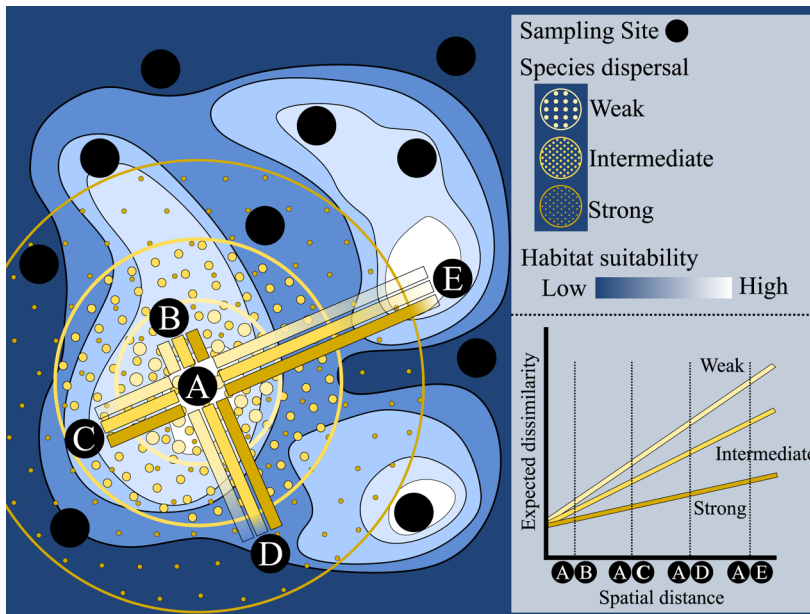 Sampling Site
Species dispersal
Weak
Intermediate
Strong
Habitat suitability
Low High
B
E
A
C
D
Expected dissimilarity
Weak
Intermediate
Strong
A B A C A D A E
Spatial distance